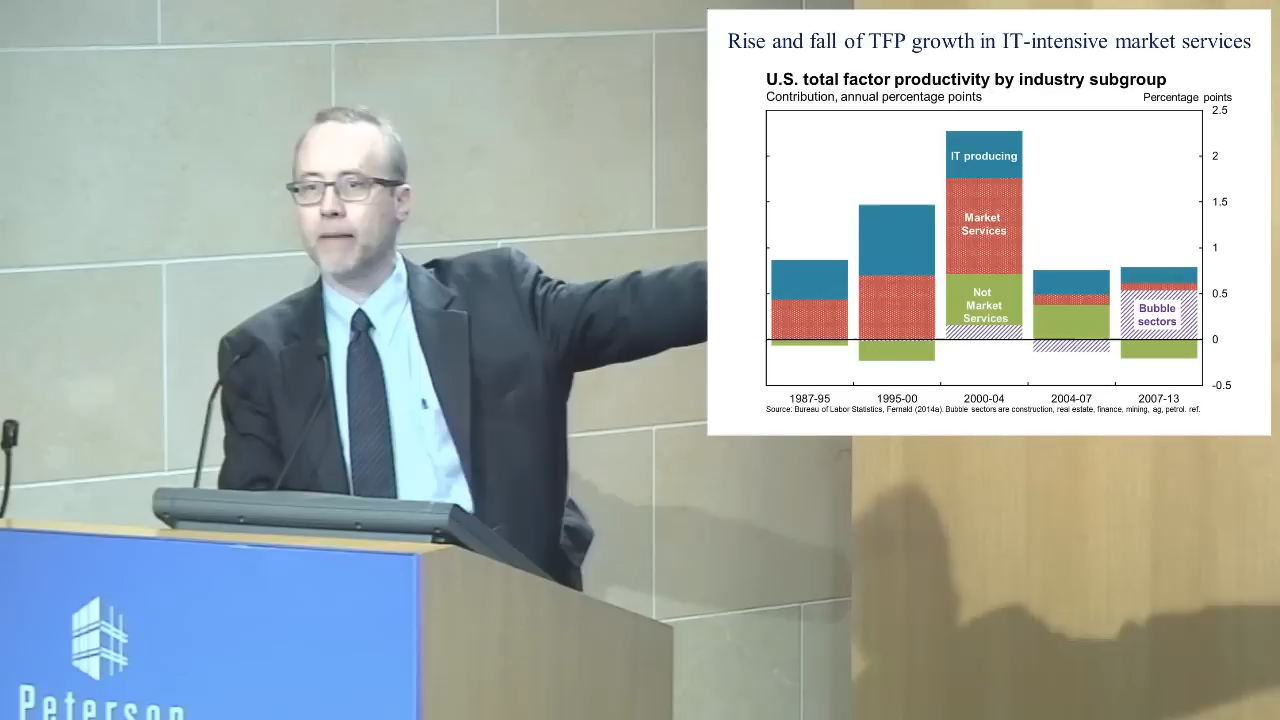 Rise and fall of TFP growth in IT-intensive market services
U.S. total factor productivity by industry subgroup
Contribution, annual percentage points
Percentage points
2.5
2
1.5
1
0.5
0
-0.5
IT producing
Market
Services
Not
Market
Services
Bubble
sectors
1987-95 1995-00 2000-04 2004-07 2007-13
Source: Bureau of Labor Statistics, Fernald (2014a). Bubble sectors are construction, real estate, finance, mining, ag, petrol. ref.
Peterson